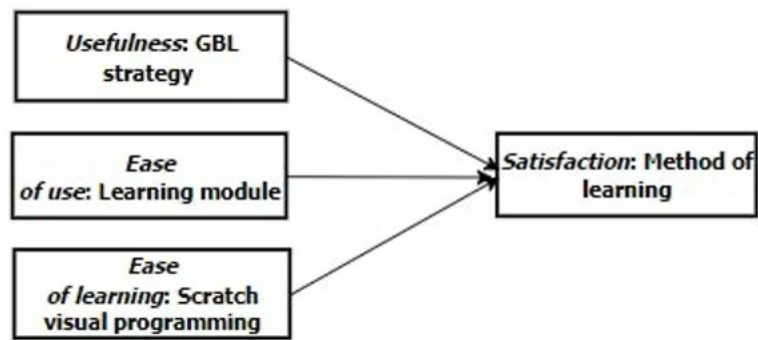 Usefulness: GBL
strategy
Ease
of use: Learning module
Ease
of learning: Scratch
visual programming
Satisfaction: Method of
learning